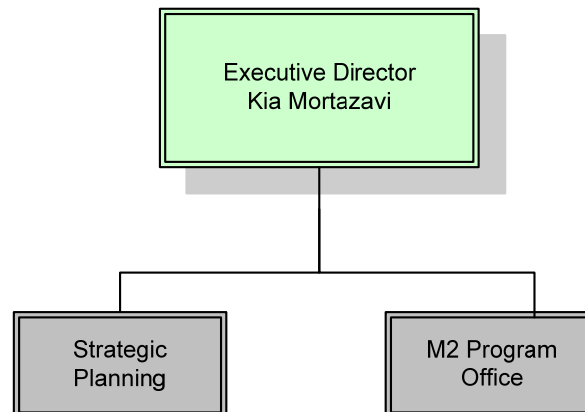 Executive Director
Kia Mortazavi
Strategic
Planning
M2 Program
Office